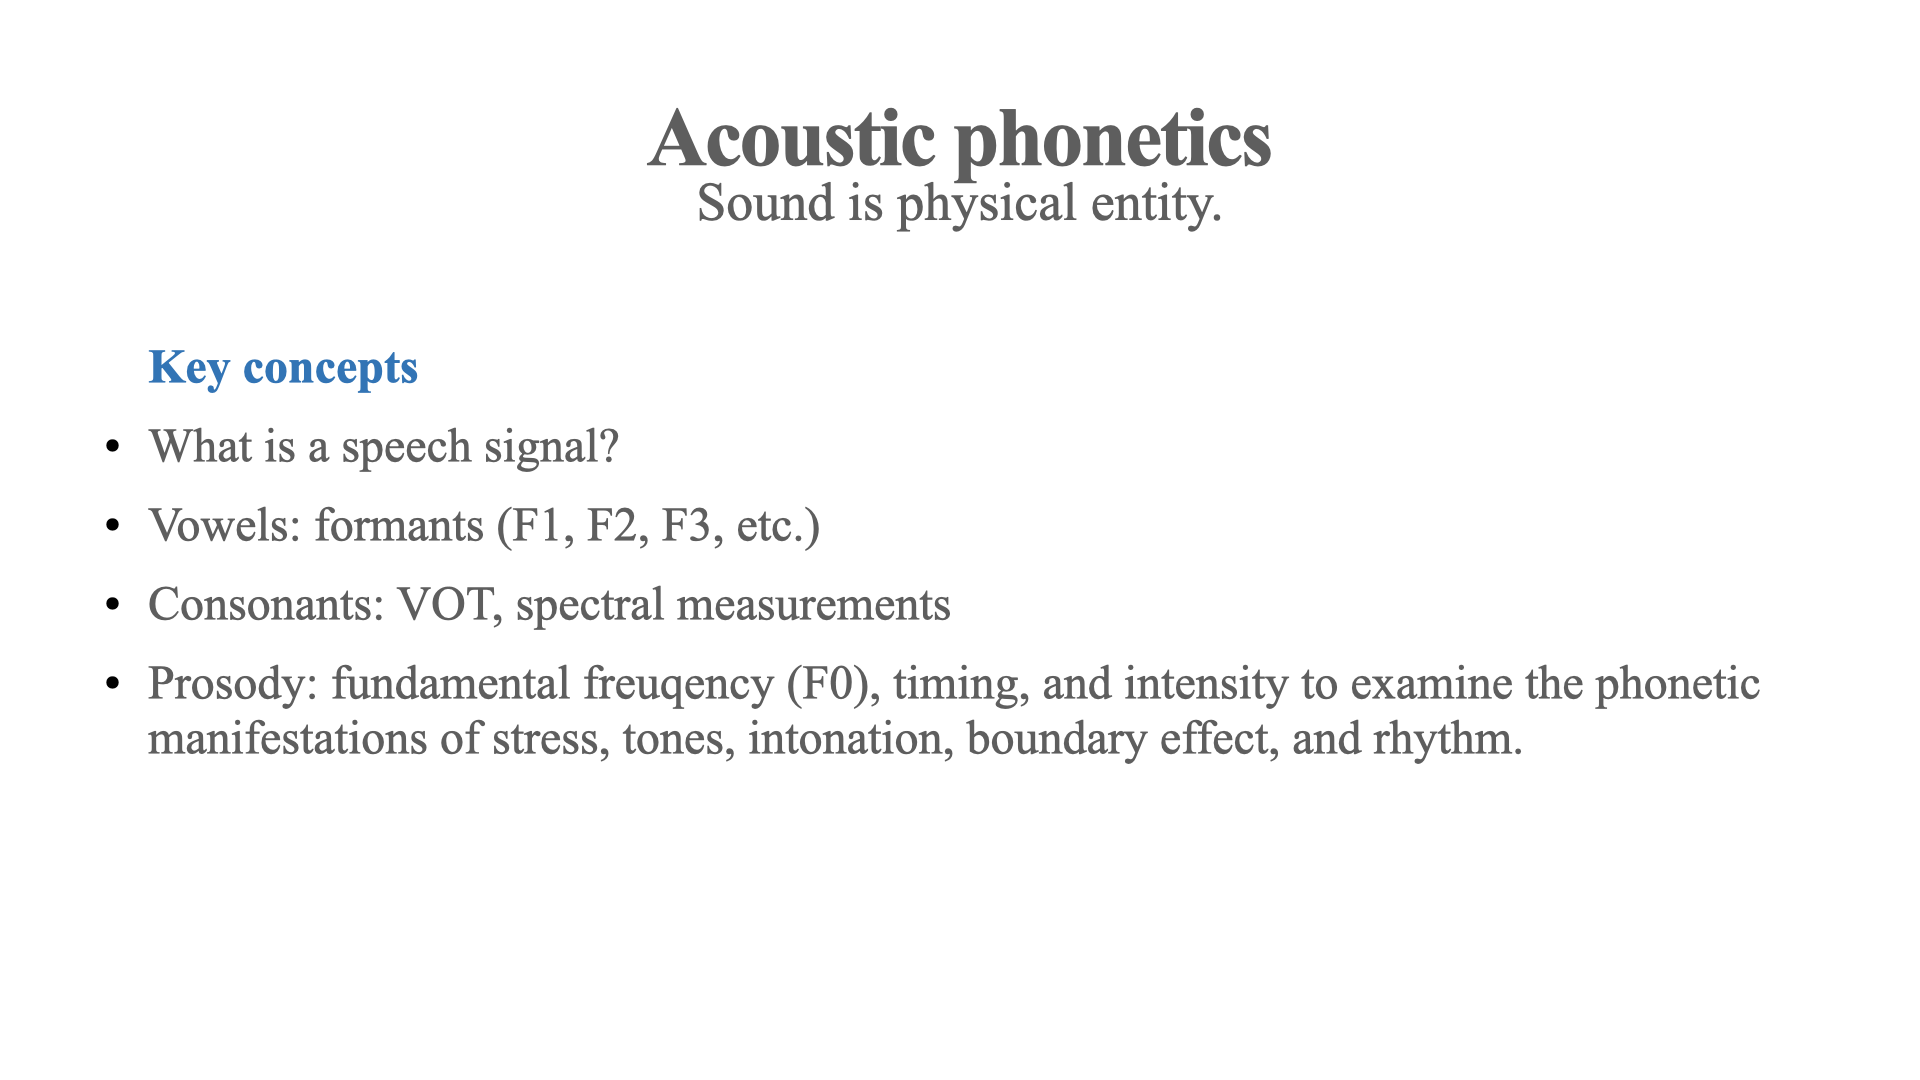 Acoustic phonetics
Sound is physical entity.
Key concepts
• What is a speech signal?
• Vowels: formants (F1, F2, F3, etc.)
• Consonants: VOT, spectral measurements
• Prosody: fundamental freuqency (F0), timing, and intensity to examine the phonetic
manifestations of stress, tones, intonation, boundary effect, and rhythm.